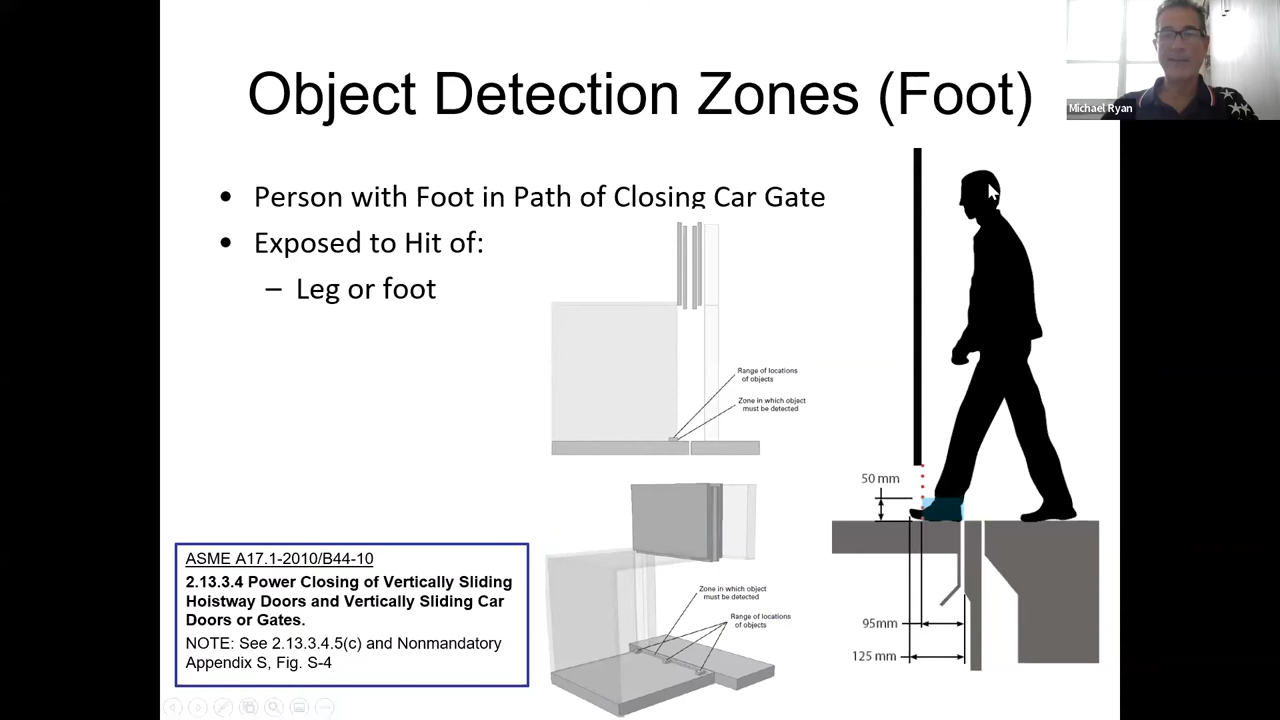 Object Detection Zones (Foot)
Michael Ryan
• Person with Foot in Path of Closing Car Gate
• Exposed to Hit of:
– Leg or foot
Range of locations
of objects
Zone in which object
must be detected
50 mm
95mm
125 mm
Zone in which object
must be detected
Range of locations
of objects
ASME A17.1-2010/B44-10
2.13.3.4 Power Closing of Vertically Sliding
Hoistway Doors and Vertically Sliding Car
Doors or Gates.
NOTE: See 2.13.3.4.5(c) and Nonmandatory
Appendix S, Fig. S-4